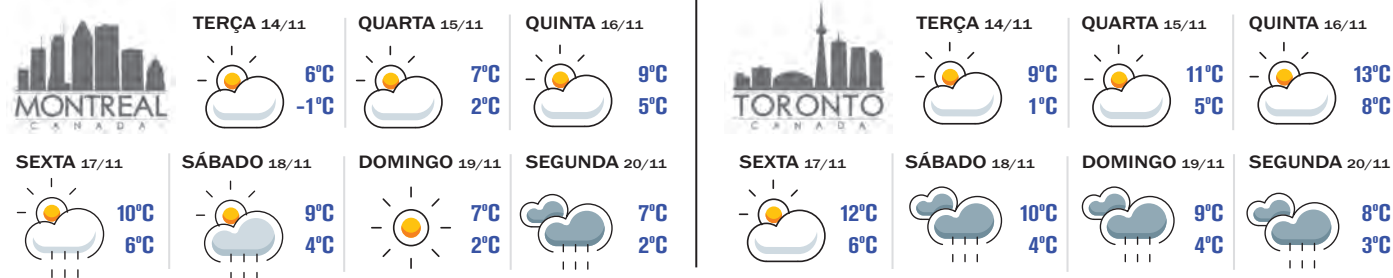 MONTREAL
CANADA
TERÇA 14/11
6ºC
-1ºC
QUARTA 15/11
7ºC
2ºC
QUINTA 16/11
9ºC
5ºC
SEXTA 17/11
10ºC
6ºC
SÁBADO 18/11
9ºC
4ºC
DOMINGO 19/11
7ºC
2ºC
SEGUNDA 20/11
7ºC
2ºC
TORONTO
CANADA
TERÇA 14/11
9ºC
1ºC
QUARTA 15/11
11ºC
5ºC
QUINTA 16/11
13ºC
8ºC
SEXTA 17/11
12ºC
6ºC
SÁBADO 18/11
10ºC
4ºC
DOMINGO 19/11
9ºC
4ºC
SEGUNDA 20/11
8ºC
3ºC